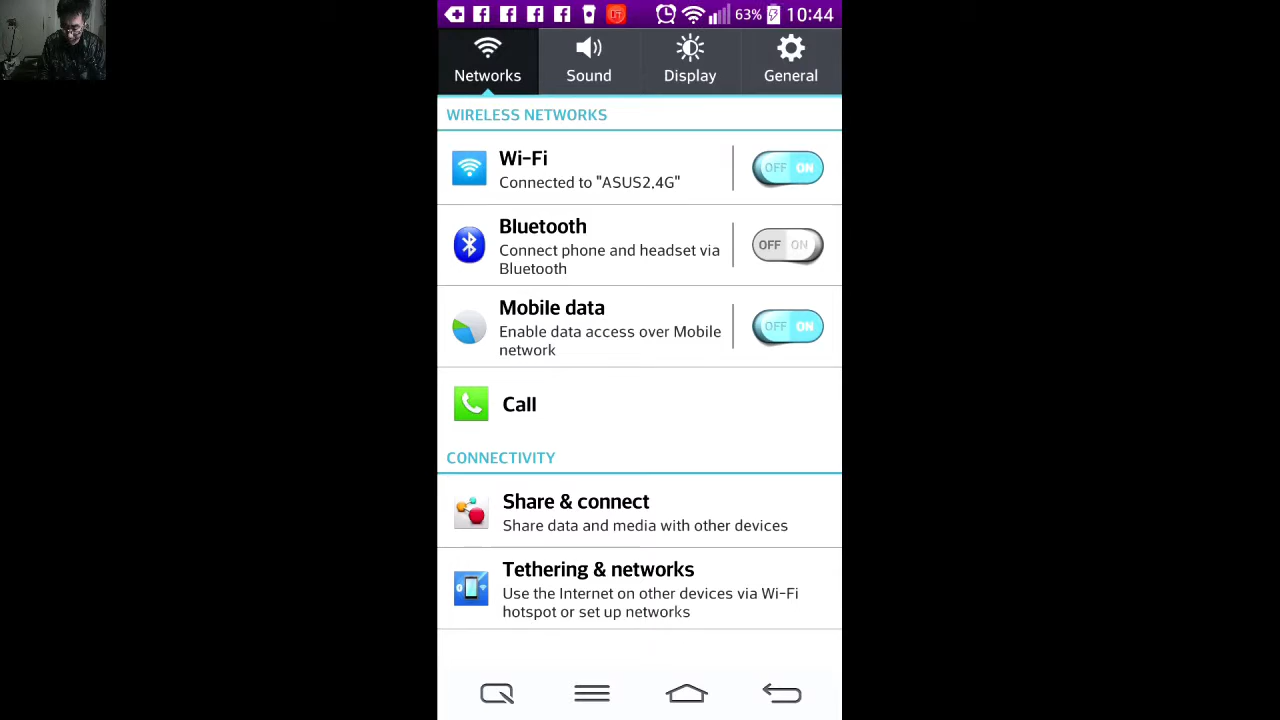 63% 10:44
Networks Sound Display General
WIRELESS NETWORKS
Wi-Fi
Connected to "ASUS2.4G"
OFF ON
Bluetooth
Connect phone and headset via
Bluetooth
OFF ON
Mobile data
Enable data access over Mobile
network
OFF ON
Call
CONNECTIVITY
Share & connect
Share data and media with other devices
Tethering & networks
Use the Internet on other devices via Wi-Fi
hotspot or set up networks